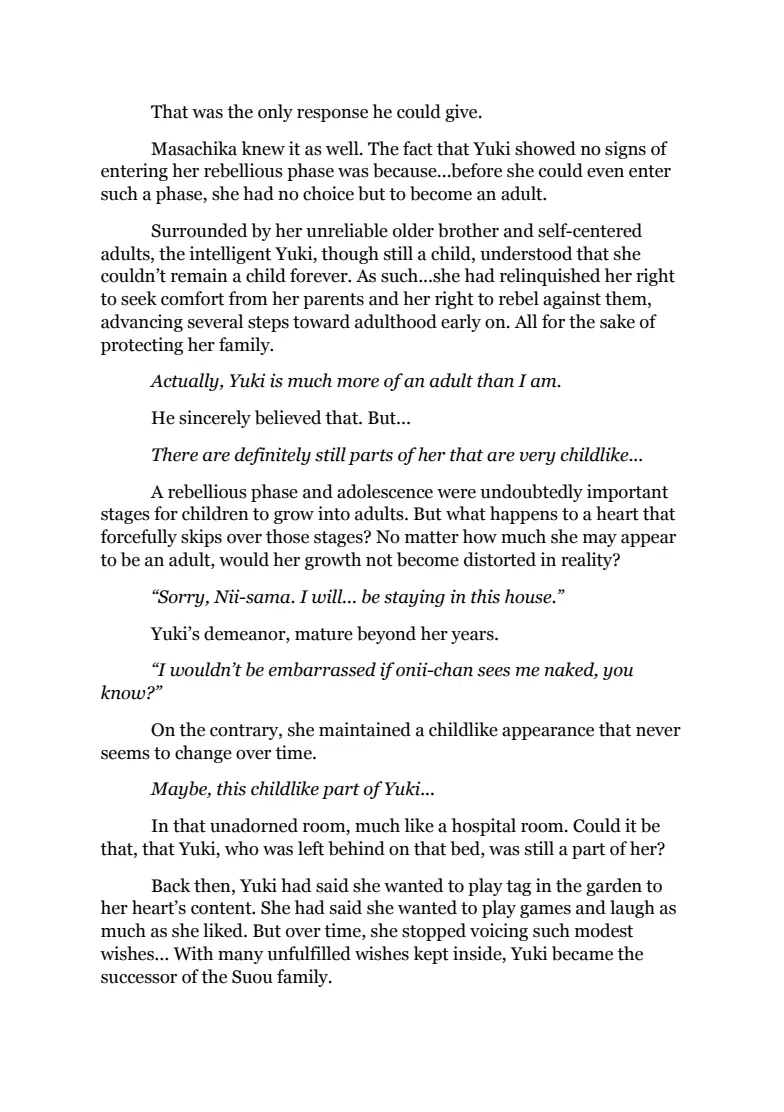 That was the only response he could give.
Masachika knew it as well. The fact that Yuki showed no signs of
entering her rebellious phase was because...before she could even enter
such a phase, she had no choice but to become an adult.
Surrounded by her unreliable older brother and self-centered
adults, the intelligent Yuki, though still a child, understood that she
couldn’t remain a child forever. As such...she had relinquished her right
to seek comfort from her parents and her right to rebel against them,
advancing several steps toward adulthood early on. All for the sake of
protecting her family.
Actually, Yuki is much more of an adult than I am.
He sincerely believed that. But...
There are definitely still parts of her that are very childlike...
A rebellious phase and adolescence were undoubtedly important
stages for children to grow into adults. But what happens to a heart that
forcefully skips over those stages? No matter how much she may appear
to be an adult, would her growth not become distorted in reality?
“Sorry, Nii-sama. I will... be staying in this house.”
Yuki’s demeanor, mature beyond her years.
“I wouldn’t be embarrassed if onii-chan sees me naked, you
know?”
On the contrary, she maintained a childlike appearance that never
seems to change over time.
Maybe, this childlike part of Yuki...
In that unadorned room, much like a hospital room. Could it be
that, that Yuki, who was left behind on that bed, was still a part of her?
Back then, Yuki had said she wanted to play tag in the garden to
her heart’s content. She had said she wanted to play games and laugh as
much as she liked. But over time, she stopped voicing such modest
wishes... With many unfulfilled wishes kept inside, Yuki became the
successor of the Suou family.